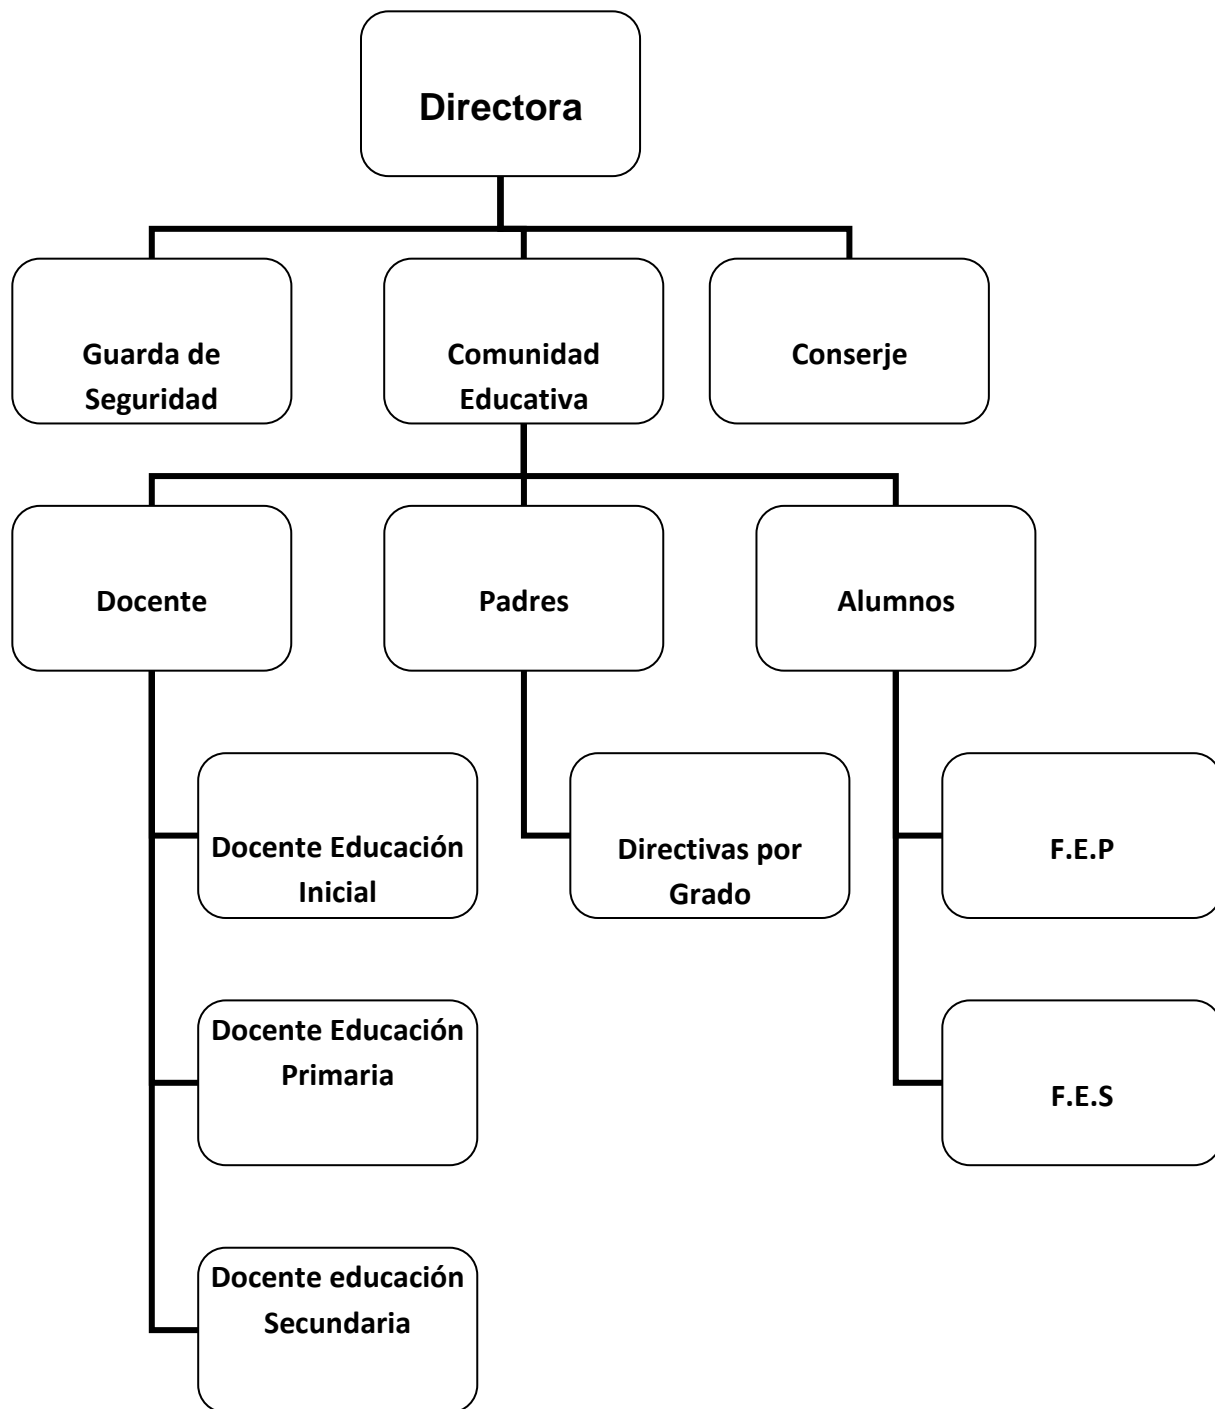 Directora
Guarda de
Seguridad
Comunidad
Educativa
Conserje
Docente
Padres
Alumnos
Docente Educación
Inicial
Directivas por
Grado
F.E.P
Docente Educación
Primaria
F.E.S
Docente educación
Secundaria